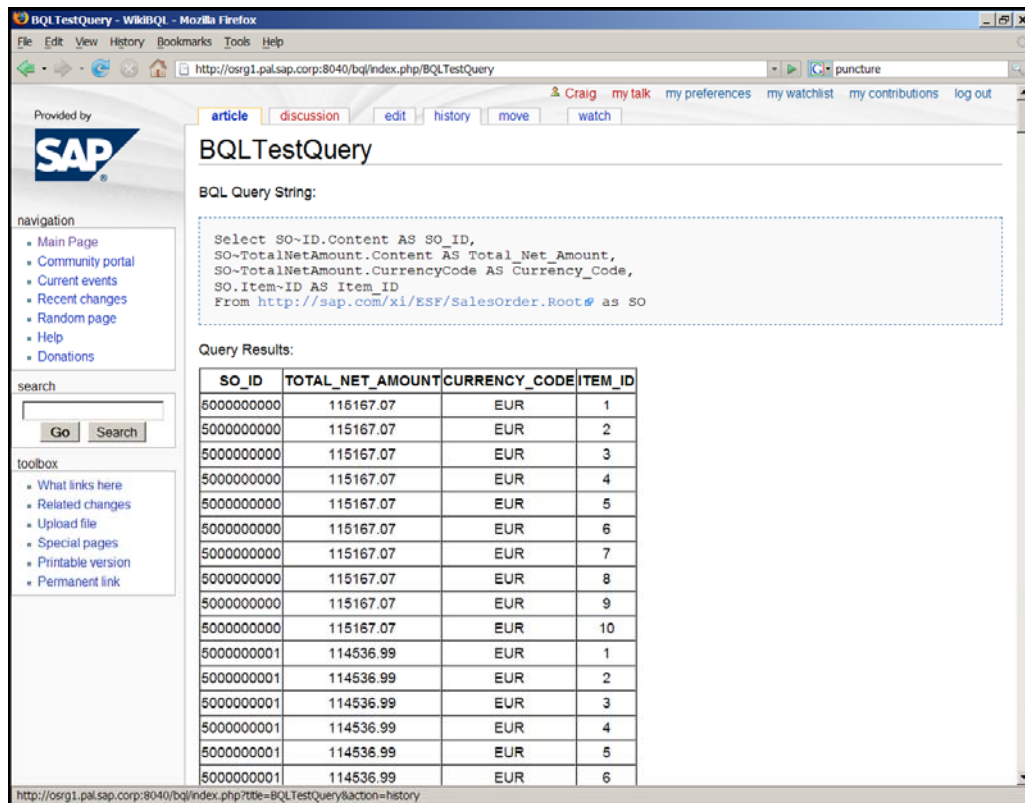 BQLTestQuery - WikiBQL - Mozilla Firefox
File Edit View History Bookmarks Tools Help
http://osrg1.pal.sap.corp:8040/bql/index.php/BQLTestQuery
puncture
Craig my talk my preferences my watchlist my contributions log out
Provided by
SAP
®
article discussion edit history move watch
BQLTestQuery
BQL Query String:
Select SO~ID.Content AS SO_ID,
SO~TotalNetAmount.Content AS Total_Net_Amount,
SO~TotalNetAmount.CurrencyCode AS Currency_Code,
SO.Item~ID AS Item_ID
From http://sap.com/xi/ESF/SalesOrder.Root as SO
navigation
Main Page
Community portal
Current events
Recent changes
Random page
Help
Donations
search
Go Search
toolbox
What links here
Related changes
Upload file
Special pages
Printable version
Permanent link
Query Results:
SO_ID TOTAL_NET_AMOUNT CURRENCY_CODE ITEM_ID
5000000000 115167.07 EUR 1
5000000000 115167.07 EUR 2
5000000000 115167.07 EUR 3
5000000000 115167.07 EUR 4
5000000000 115167.07 EUR 5
5000000000 115167.07 EUR 6
5000000000 115167.07 EUR 7
5000000000 115167.07 EUR 8
5000000000 115167.07 EUR 9
5000000000 115167.07 EUR 10
5000000001 114536.99 EUR 1
5000000001 114536.99 EUR 2
5000000001 114536.99 EUR 3
5000000001 114536.99 EUR 4
5000000001 114536.99 EUR 5
5000000001 114536.99 EUR 6
http://osrg1.pal.sap.corp:8040/bql/index.php?title=BQLTestQuery&action=history